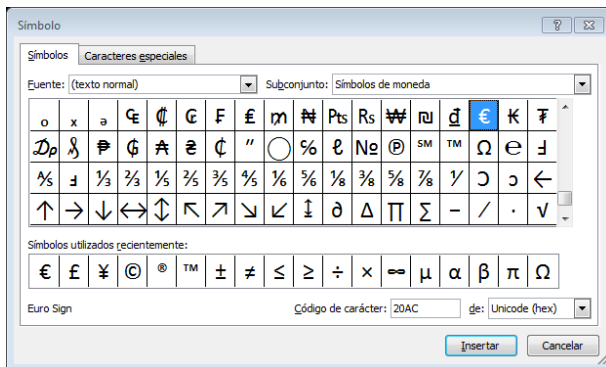 Símbolo
Símbolos Caracteres especiales
Fuente: (texto normal) Subconjunto: Símbolos de moneda
ₒ ₓ ₔ ₠ ₡ ₢ ₣ ₤ ₥ ₦ ₧ ₨ ₩ ₪ ₫ € ₭ ₮
₯ ₰ ₱ ₲ ₳ ₴ ₵ ″ ◯ ℅ ℓ № ℗ ℠ ™ Ω ℮ Ⅎ
⅍ ⅎ ⅓ ⅔ ⅕ ⅖ ⅗ ⅘ ⅙ ⅚ ⅛ ⅜ ⅝ ⅞ ⅟ Ↄ ↄ ←
↑ → ↓ ↔ ↕ ↖ ↗ ↘ ↙ ↨ ∂ ∆ ∏ ∑ − ∕ ∙ √
Símbolos utilizados recientemente:
€ £ ¥ © ® ™ ± ≠ ≤ ≥ ÷ × ∞ µ α β π Ω
Euro Sign Código de carácter: 20AC de: Unicode (hex)
Insertar Cancelar